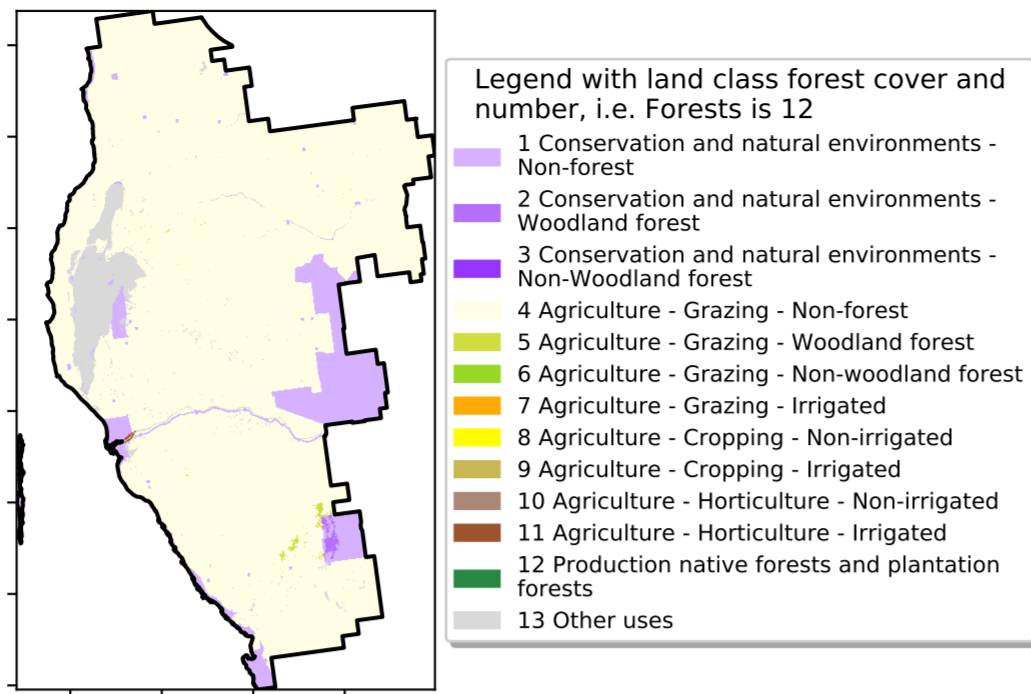 Legend with land class forest cover and
number, i.e. Forests is 12
1 Conservation and natural environments -
Non-forest
2 Conservation and natural environments -
Woodland forest
3 Conservation and natural environments -
Non-Woodland forest
4 Agriculture - Grazing - Non-forest
5 Agriculture - Grazing - Woodland forest
6 Agriculture - Grazing - Non-woodland forest
7 Agriculture - Grazing - Irrigated
8 Agriculture - Cropping - Non-irrigated
9 Agriculture - Cropping - Irrigated
10 Agriculture - Horticulture - Non-irrigated
11 Agriculture - Horticulture - Irrigated
12 Production native forests and plantation
forests
13 Other uses